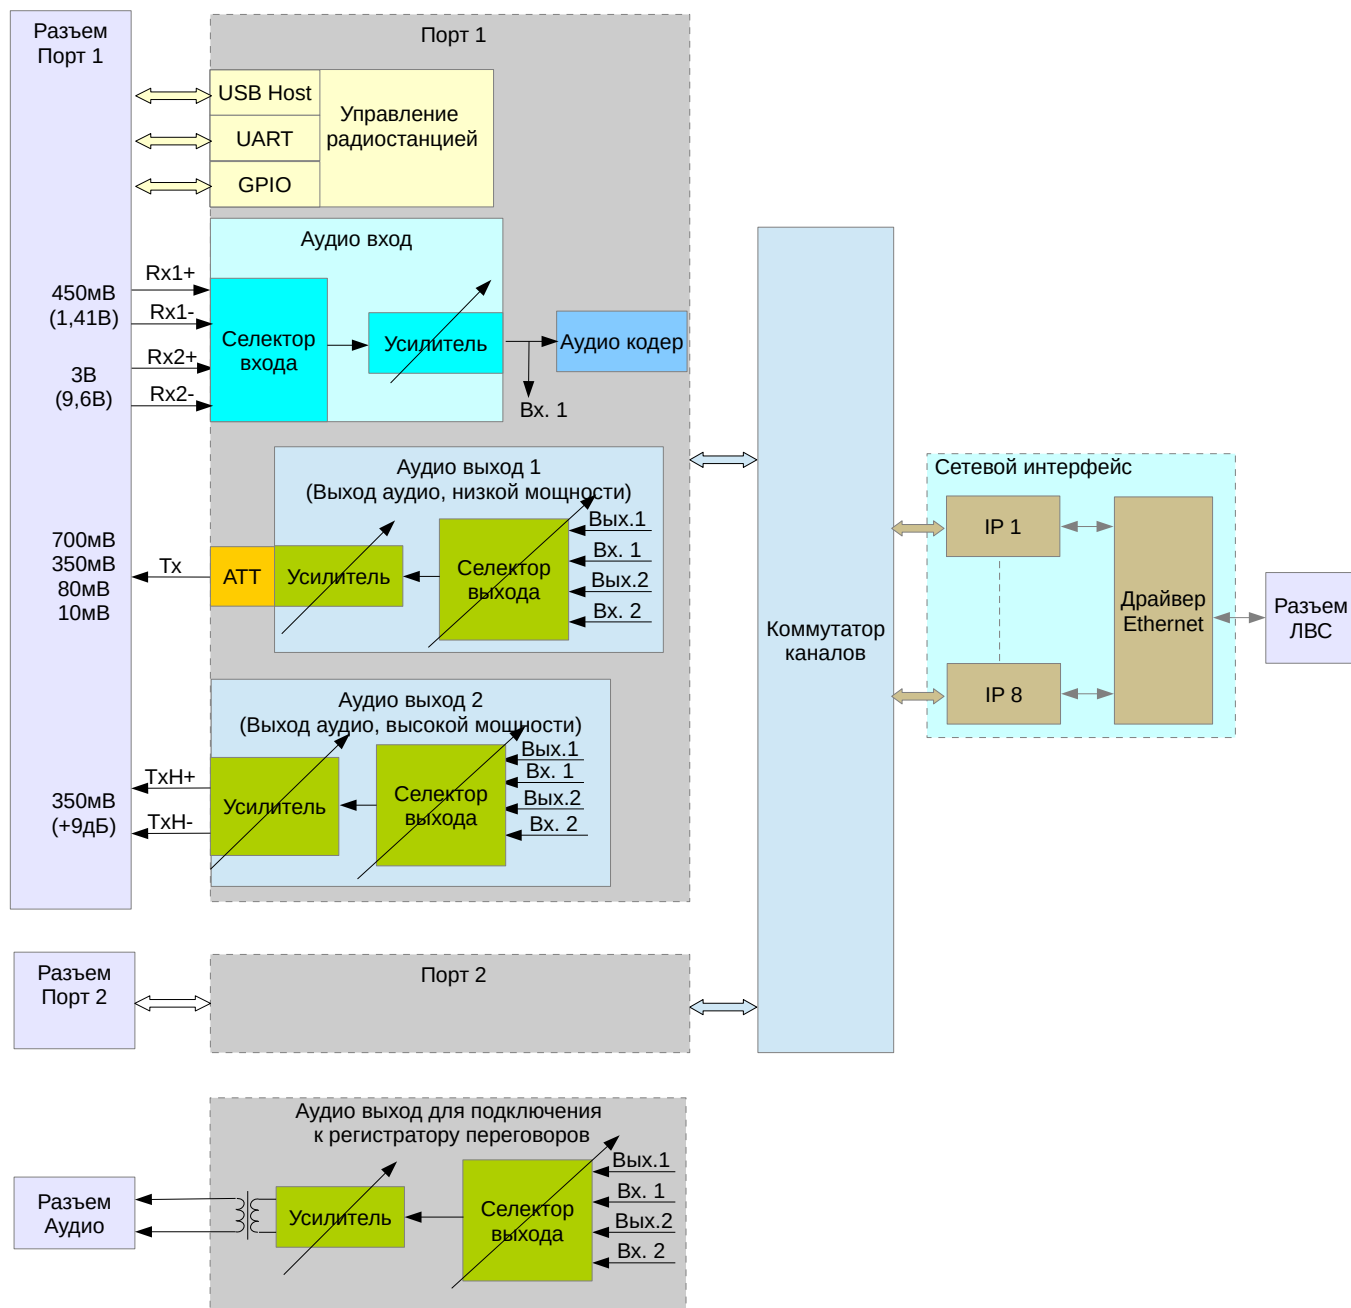 Разъем
Порт 1
Порт 1
USB Host
UART
GPIO
Управление
радиостанцией
Аудио вход
Rx1+
Rx1-
Rx2+
Rx2-
450мВ
(1,41В)
3В
(9,6В)
Селектор
входа
Усилитель
Аудио кодер
Вх. 1
Аудио выход 1
(Выход аудио, низкой мощности)
700мВ
350мВ
80мВ
10мВ
Tx
ATT
Усилитель
Селектор
выхода
Вых.1
Вх. 1
Вых.2
Вх. 2
Аудио выход 2
(Выход аудио, высокой мощности)
TxH+
TxH-
350мВ
(+9дБ)
Усилитель
Селектор
выхода
Вых.1
Вх. 1
Вых.2
Вх. 2
Коммутатор
каналов
Сетевой интерфейс
IP 1
IP 8
Драйвер
Ethernet
Разъем
ЛВС
Разъем
Порт 2
Порт 2
Аудио выход для подключения
к регистратору переговоров
Разъем
Аудио
Усилитель
Селектор
выхода
Вых.1
Вх. 1
Вых.2
Вх. 2